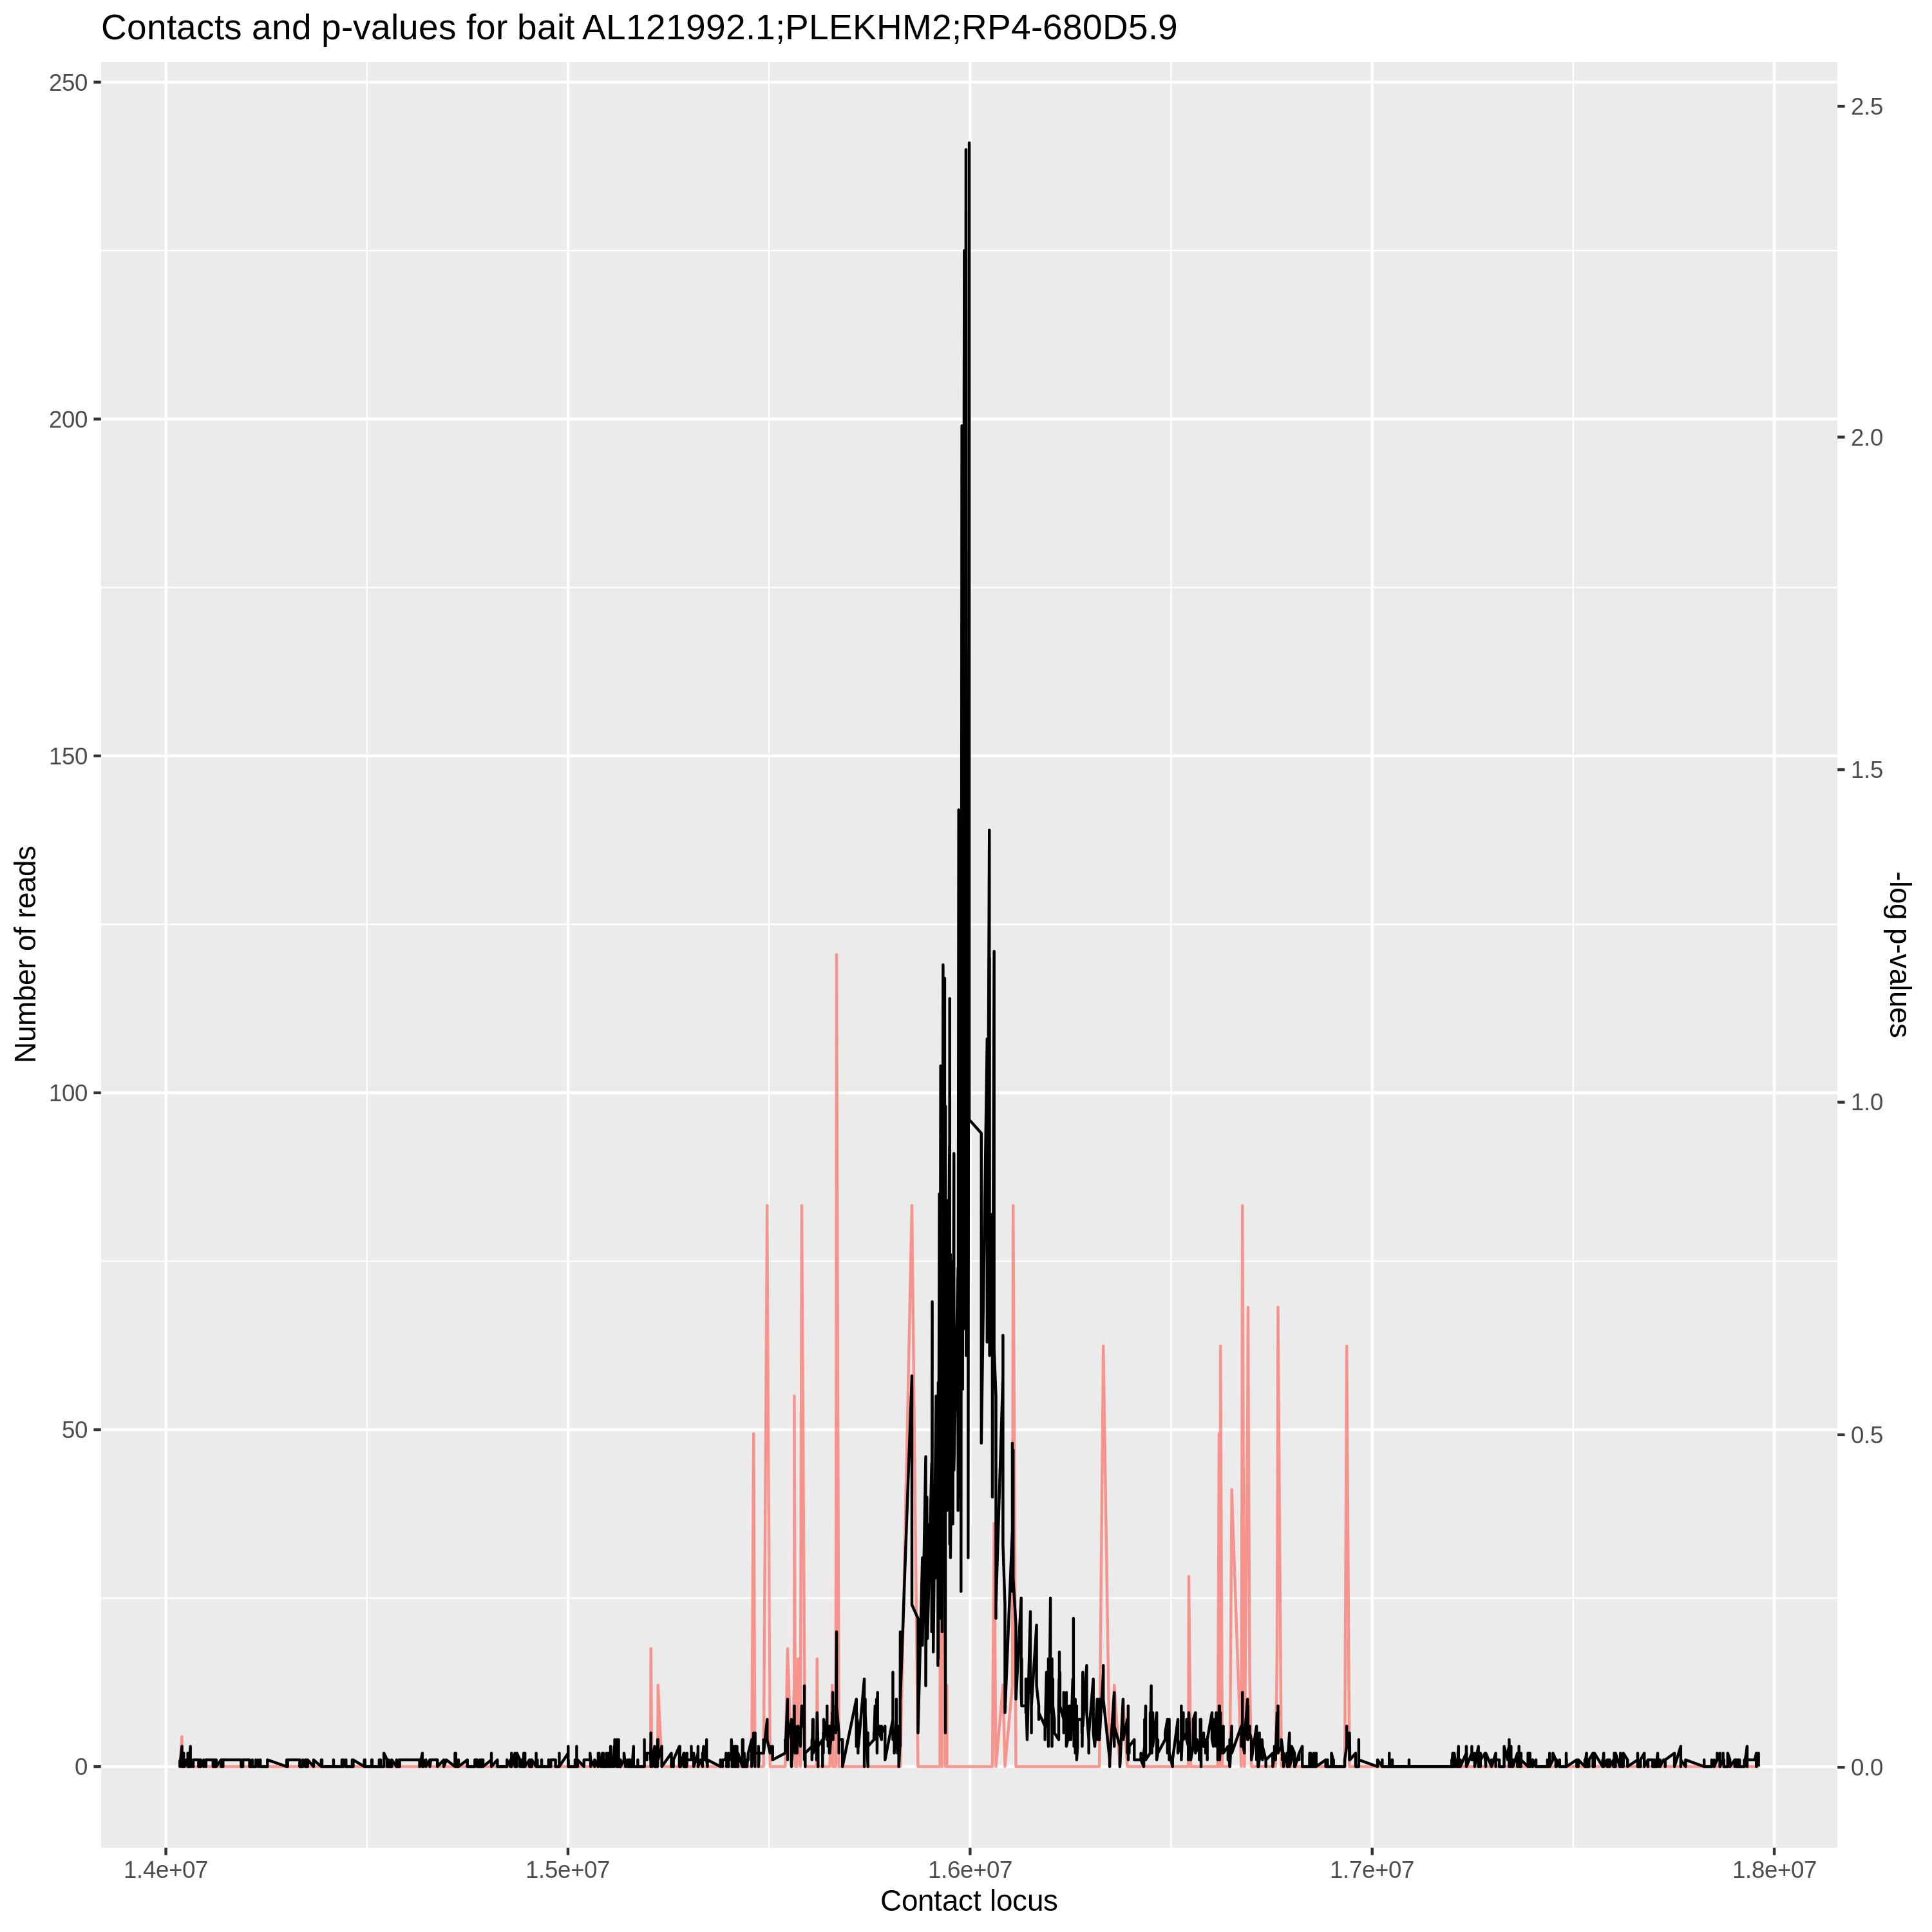 Contacts and p-values for bait AL121992.1;PLEKHM2;RP4-680D5.9
250
200
150
100
50
0
Number of reads
2.5
2.0
1.5
1.0
0.5
0.0
-log p-values
1.4e+07 1.5e+07 1.6e+07 1.7e+07 1.8e+07
Contact locus